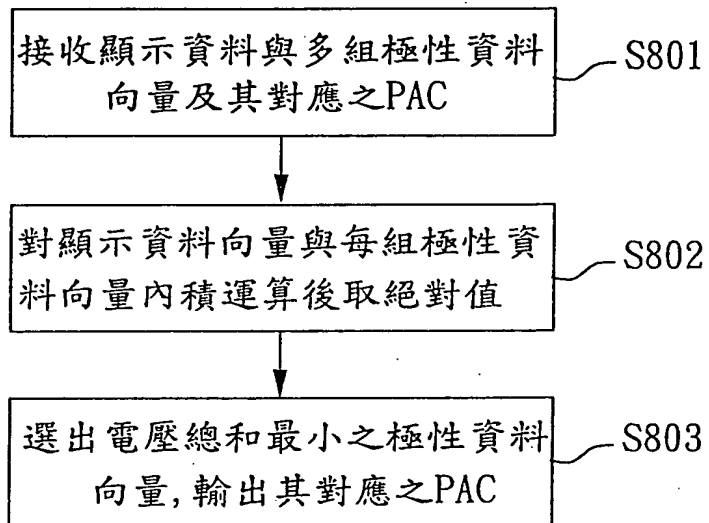 接收顯示資料與多組極性資料
向量及其對應之PAC
S801
對顯示資料向量與每組極性資
料向量內積運算後取絕對值
S802
選出電壓總和最小之極性資料
向量,輸出其對應之PAC
S803